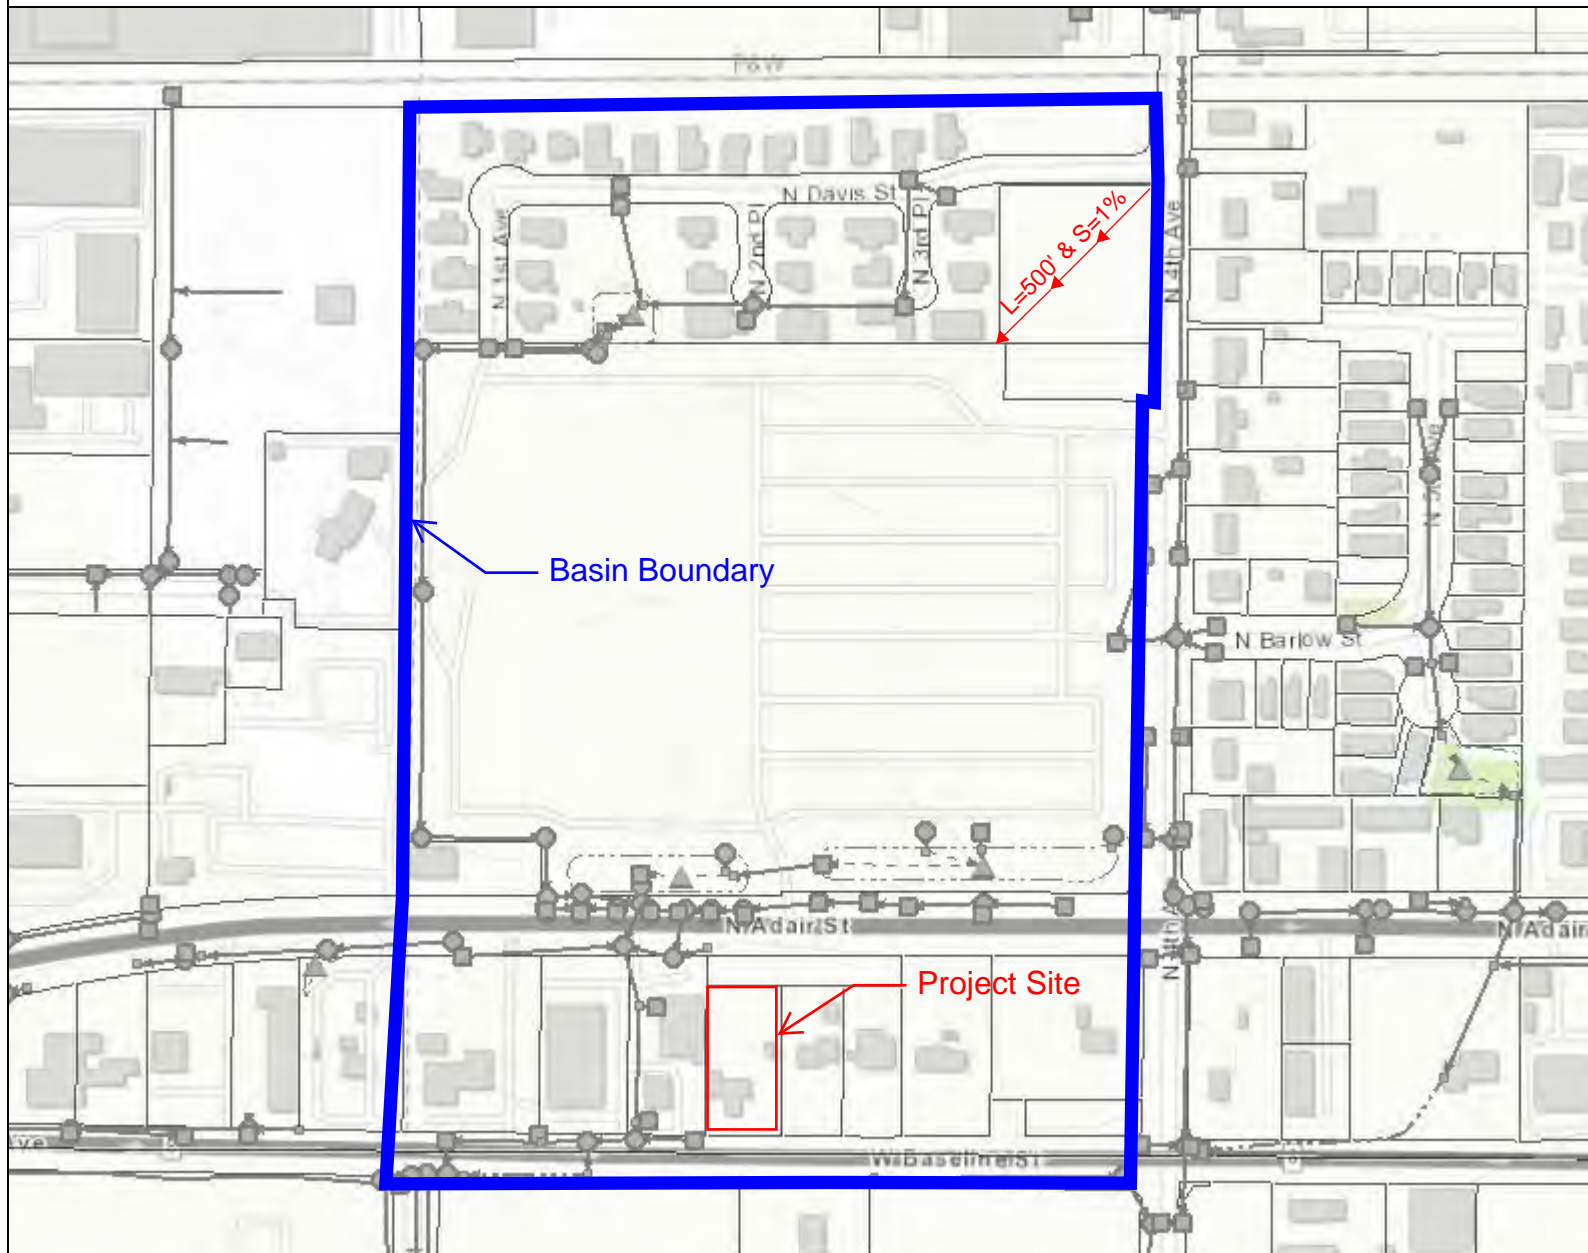 P&W
N Davis St
N 1st Ave
N 2nd Pl
N 3rd Pl
L=500' & S=1%
N 4th Ave
Basin Boundary
N Barlow St
N Adair St
N Adair
Project Site
W Baseline St
ve